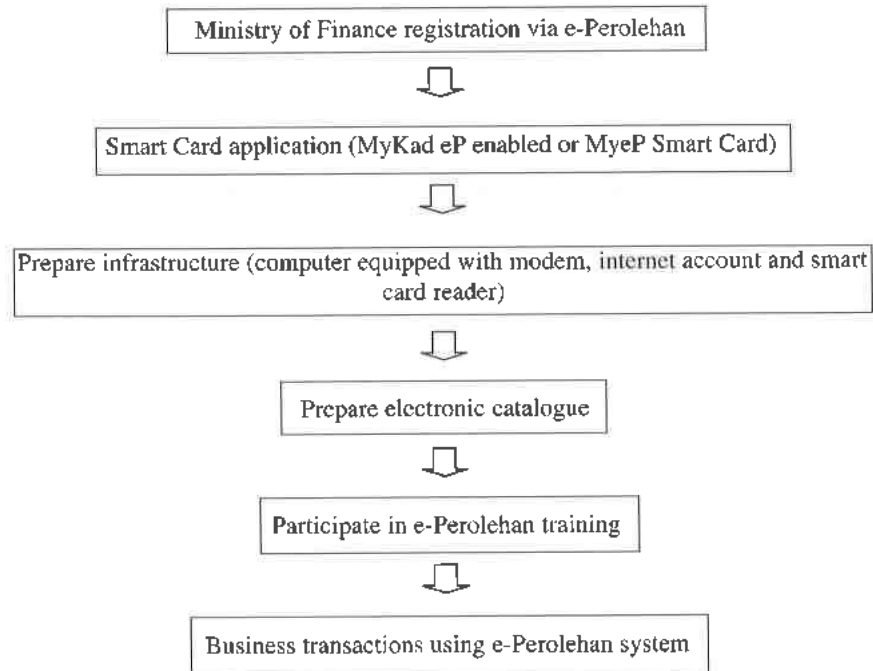 Ministry of Finance registration via e-Perolehan
Smart Card application (MyKad eP enabled or MyeP Smart Card)
Prepare infrastructure (computer equipped with modem, internet account and smart
card reader)
Prepare electronic catalogue
Participate in e-Perolehan training
Business transactions using e-Perolehan system